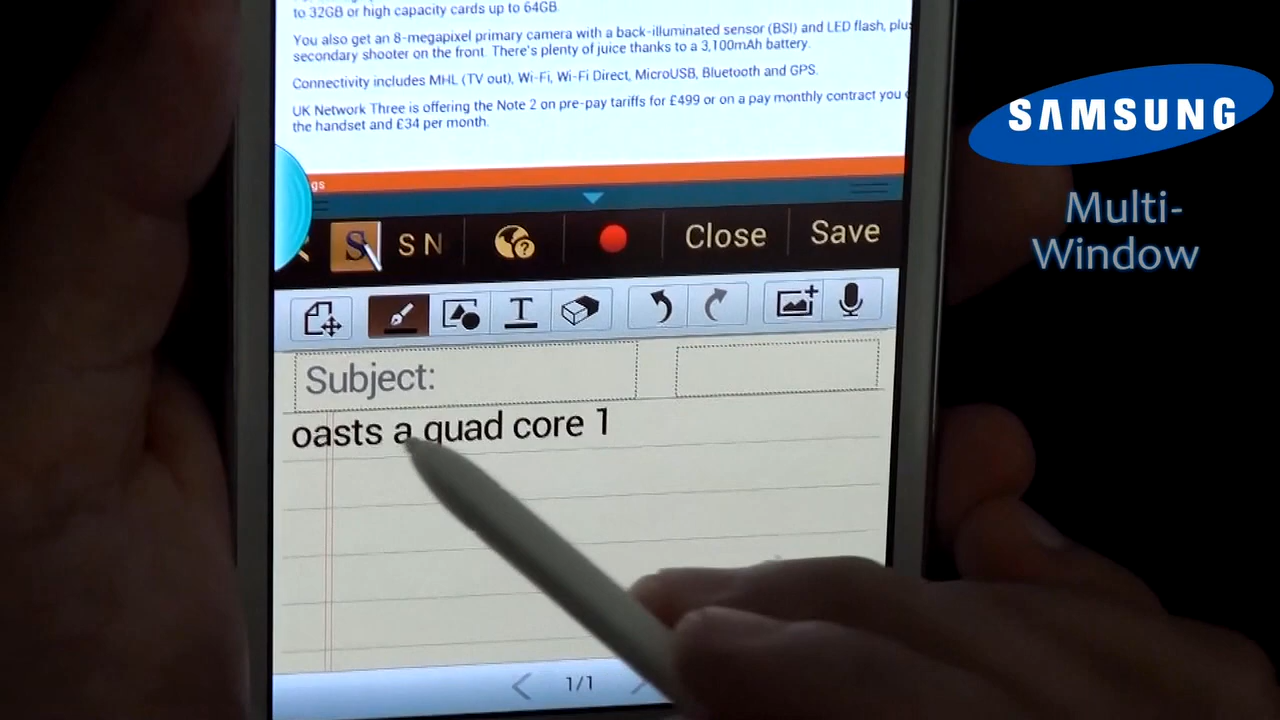 to 32GB or high capacity cards up to 64GB.
You also get an 8-megapixel primary camera with a back-illuminated sensor (BSI) and LED flash, plus
secondary shooter on the front. There's plenty of juice thanks to a 3,100mAh battery.
Connectivity includes MHL (TV out), Wi-Fi, Wi-Fi Direct, MicroUSB, Bluetooth and GPS.
UK Network Three is offering the Note 2 on pre-pay tariffs for £499 or on a pay monthly contract you
the handset and £34 per month.
gs
S S N ? Close Save
T
Subject:
oasts a quad core 1
1/1
SAMSUNG
Multi-
Window